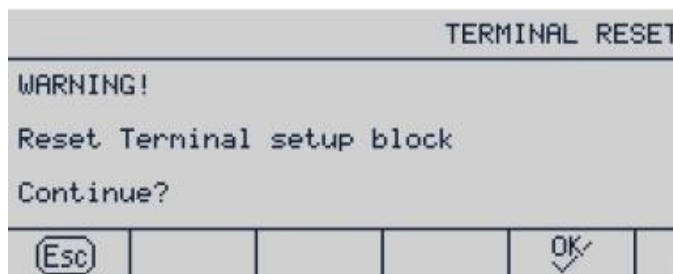 TERMINAL RESET
WARNING!
Reset Terminal setup block
Continue?
Esc OK